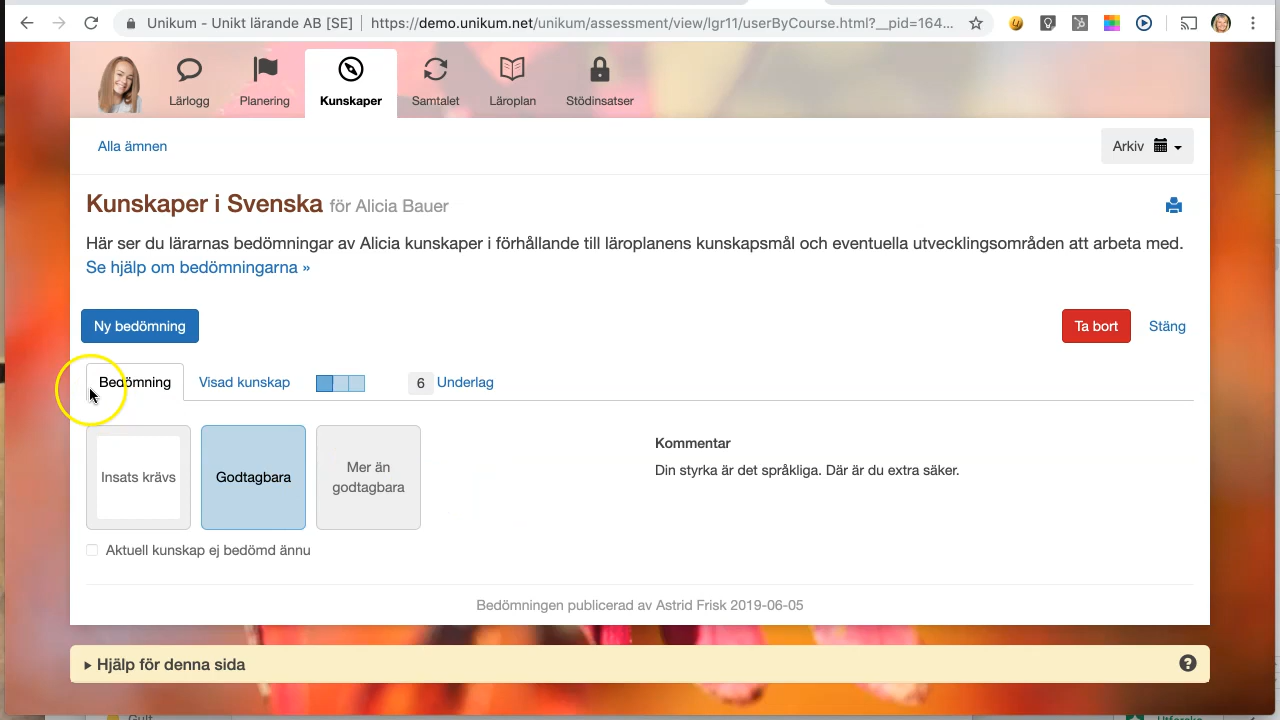 Unikum - Unikt lärande AB [SE] https://demo.unikum.net/unikum/assessment/view/lgr11/usrByCourse.html?__pid=164...
Lärlogg Planering Kunskaper Samtalet Läroplan Stödinsatser
Alla ämnen Arkiv
Kunskaper i Svenska för Alicia Bauer
Här ser du lärarnas bedömningar av Alicia kunskaper i förhållande till läroplanens kunskapsmål och eventuella utvecklingsområden att arbeta med.
Se hjälp om bedömningarna »
Ny bedömning Ta bort Stäng
Bedömning Visad kunskap 6 Underlag
Insats krävs Godtagbara Mer än
godtagbara
Kommentar
Din styrka är det språkliga. Där är du extra säker.
Aktuell kunskap ej bedömd ännu
Bedömningen publicerad av Astrid Frisk 2019-06-05
Hjälp för denna sida ?